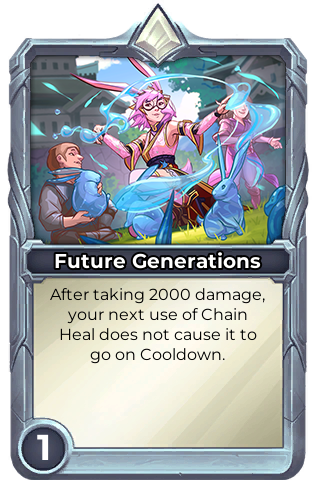 Future Generations
After taking 2000 damage,
your next use of Chain
Heal does not cause it to
go on Cooldown.
1